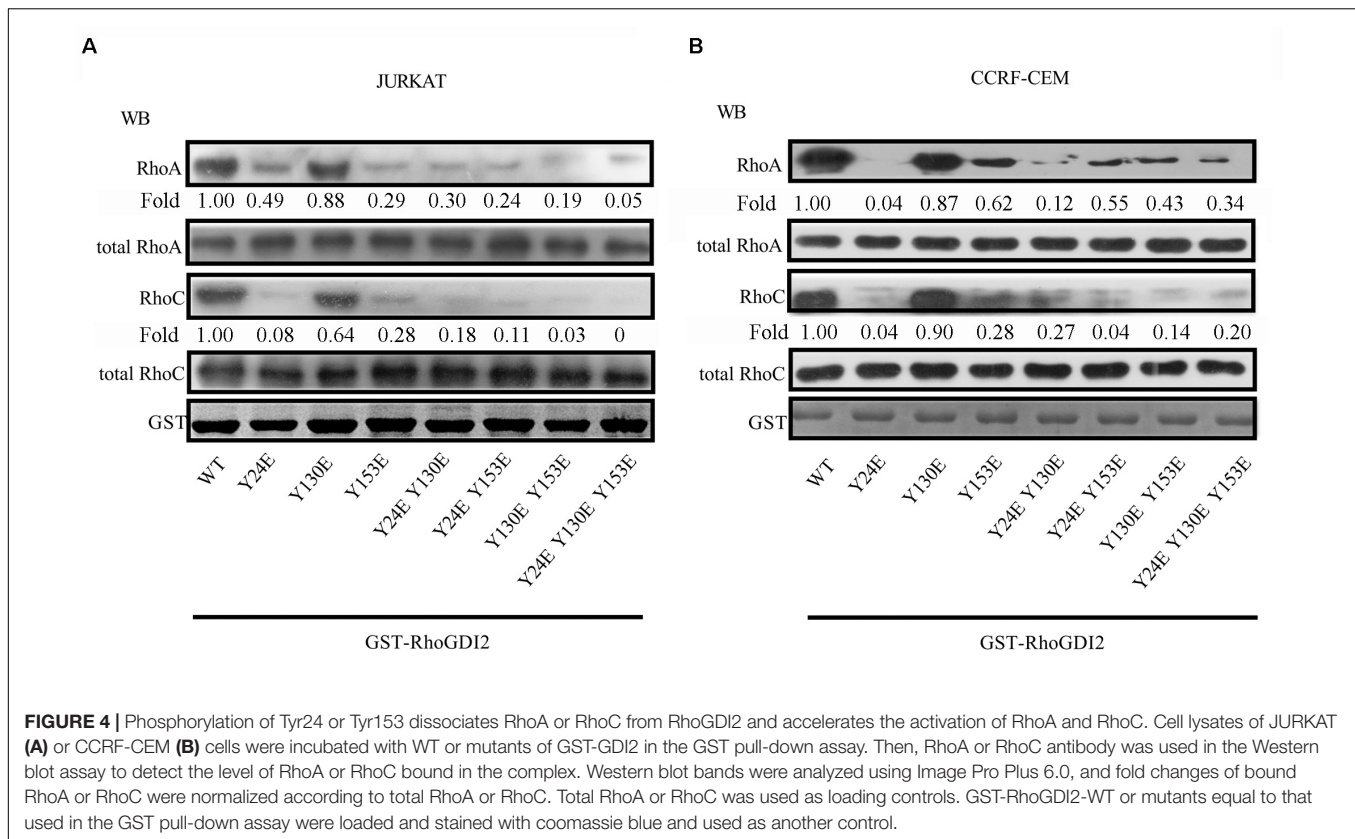 A
JURKAT
WB
RhoA
Fold 1.00 0.49 0.88 0.29 0.30 0.24 0.19 0.05
total RhoA
RhoC
Fold 1.00 0.08 0.64 0.28 0.18 0.11 0.03 0
total RhoC
GST
WT
Y24E
Y130E
Y153E
Y24E Y130E
Y24E Y153E
Y130E Y153E
Y24E Y130E Y153E
GST-RhoGDI2
B
CCRF-CEM
WB
RhoA
Fold 1.00 0.04 0.87 0.62 0.12 0.55 0.43 0.34
total RhoA
RhoC
Fold 1.00 0.04 0.90 0.28 0.27 0.04 0.14 0.20
total RhoC
GST
WT
Y24E
Y130E
Y153E
Y24E Y130E
Y24E Y153E
Y130E Y153E
Y24E Y130E Y153E
GST-RhoGDI2
FIGURE 4 | Phosphorylation of Tyr24 or Tyr153 dissociates RhoA or RhoC from RhoGDI2 and accelerates the activation of RhoA and RhoC. Cell lysates of JURKAT
(A) or CCRF-CEM (B) cells were incubated with WT or mutants of GST-GDI2 in the GST pull-down assay. Then, RhoA or RhoC antibody was used in the Western
blot assay to detect the level of RhoA or RhoC bound in the complex. Western blot bands were analyzed using Image Pro Plus 6.0, and fold changes of bound
RhoA or RhoC were normalized according to total RhoA or RhoC. Total RhoA or RhoC was used as loading controls. GST-RhoGDI2-WT or mutants equal to that
used in the GST pull-down assay were loaded and stained with coomassie blue and used as another control.